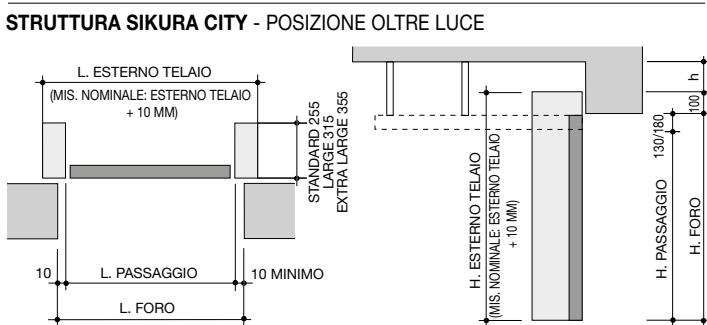 STRUTTURA SIKURA CITY - POSIZIONE OLTRE LUCE
L. ESTERNO TELAIO
(MIS. NOMINALE: ESTERNO TELAIO
+ 10 MM)
STANDARD 255
LARGE 315
EXTRA LARGE 355
10
L. PASSAGGIO
10 MINIMO
L. FORO
H. ESTERNO TELAIO
(MIS. NOMINALE: ESTERNO TELAIO
+ 10 MM)
h
100
130/180
H. PASSAGGIO
H. FORO